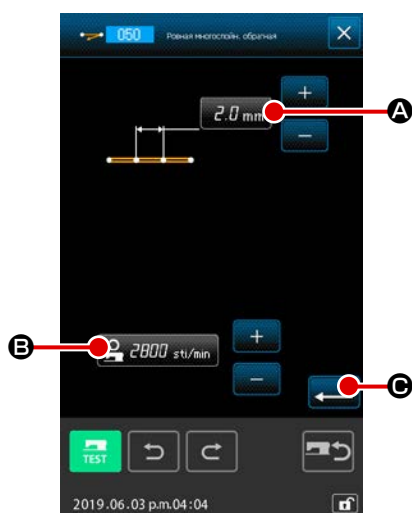 050 Ровная многослойн. обратная
2.0 mm
A
B
2800 sti/min
C
TEST
2019.06.03 p.m.04:04